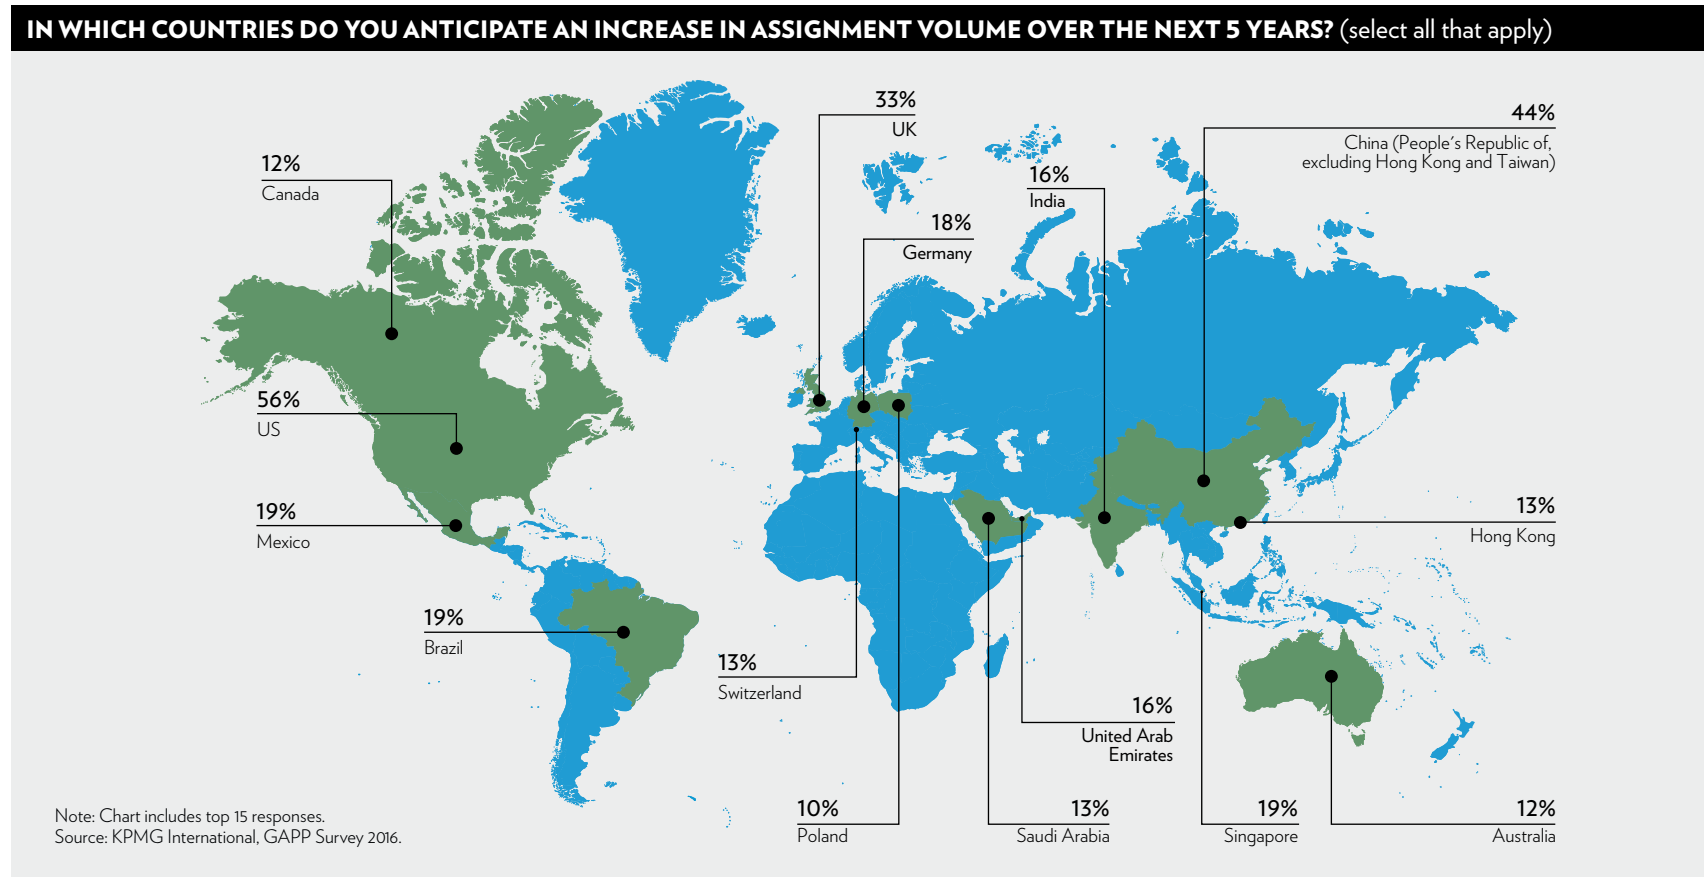 IN WHICH COUNTRIES DO YOU ANTICIPATE AN INCREASE IN ASSIGNMENT VOLUME OVER THE NEXT 5 YEARS? (select all that apply)
12%
Canada
56%
US
19%
Mexico
19%
Brazil
33%
UK
18%
Germany
16%
India
44%
China (People's Republic of,
excluding Hong Kong and Taiwan)
13%
Hong Kong
13%
Switzerland
16%
United Arab
Emirates
10%
Poland
13%
Saudi Arabia
19%
Singapore
12%
Australia
Note: Chart includes top 15 responses.
Source: KPMG International, GAPP Survey 2016.